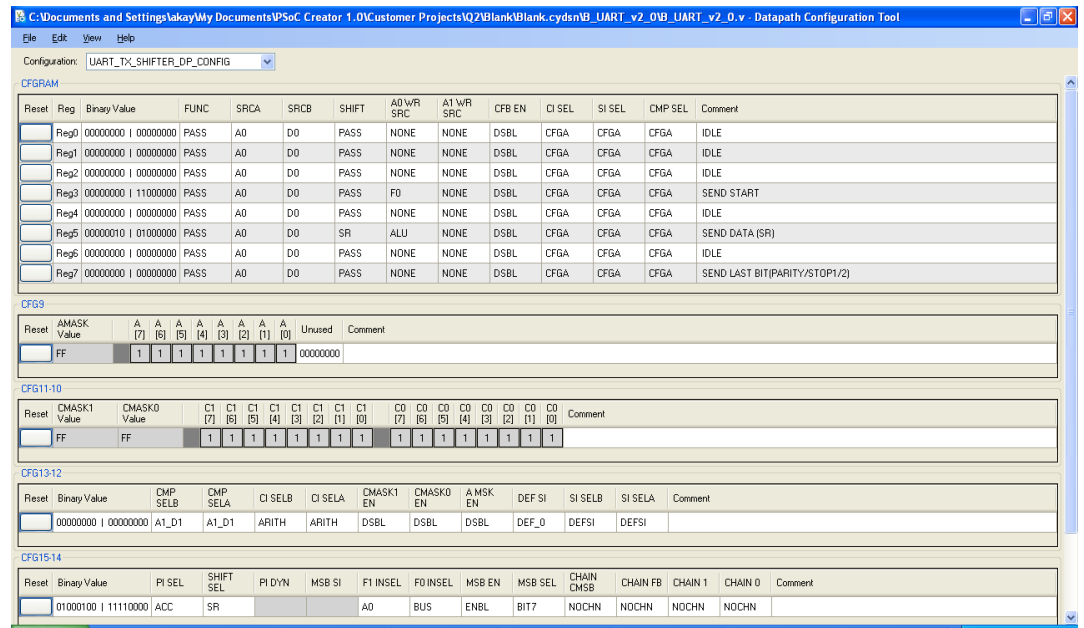 C:\Documents and Settings\akay\My Documents\PSoC Creator 1.0\Customer Projects\Q2\Blank\Blank.cydsn\B_UART_v2_0\B_UART_v2_0.v - Datapath Configuration Tool
File Edit View Help
Configuration: UART_TX_SHIFTER_DP_CONFIG
CFGRAM
Reset Reg Binary Value FUNC SRCA SRCB SHIFT A0 WR SRC A1 WR SRC CFB EN CI SEL SI SEL CMP SEL Comment
Reg0 00000000 | 00000000 PASS A0 D0 PASS NONE NONE DSBL CFGA CFGA CFGA IDLE
Reg1 00000000 | 00000000 PASS A0 D0 PASS NONE NONE DSBL CFGA CFGA CFGA IDLE
Reg2 00000000 | 00000000 PASS A0 D0 PASS NONE NONE DSBL CFGA CFGA CFGA IDLE
Reg3 00000000 | 11000000 PASS A0 D0 PASS F0 NONE DSBL CFGA CFGA CFGA SEND START
Reg4 00000000 | 00000000 PASS A0 D0 PASS NONE NONE DSBL CFGA CFGA CFGA IDLE
Reg5 00000010 | 01000000 PASS A0 D0 SR ALU NONE DSBL CFGA CFGA CFGA SEND DATA (SR)
Reg6 00000000 | 00000000 PASS A0 D0 PASS NONE NONE DSBL CFGA CFGA CFGA IDLE
Reg7 00000000 | 00000000 PASS A0 D0 PASS NONE NONE DSBL CFGA CFGA CFGA SEND LAST BIT(PARITY/STOP1/2)
CFG9
Reset AMASK Value A [7] A [6] A [5] A [4] A [3] A [2] A [1] A [0] Unused Comment
FF 1 1 1 1 1 1 1 1 00000000
CFG11-10
Reset CMASK1 Value CMASK0 Value C1 [7] C1 [6] C1 [5] C1 [4] C1 [3] C1 [2] C1 [1] C1 [0] C0 [7] C0 [6] C0 [5] C0 [4] C0 [3] C0 [2] C0 [1] C0 [0] Comment
FF FF 1 1 1 1 1 1 1 1 1 1 1 1 1 1 1 1
CFG13-12
Reset Binary Value CMP SELB CMP SELA CI SELB CI SELA CMASK1 EN CMASK0 EN A MSK EN DEF SI SI SELB SI SELA Comment
00000000 | 00000000 A1_D1 A1_D1 ARITH ARITH DSBL DSBL DSBL DEF_0 DEFSI DEFSI
CFG15-14
Reset Binary Value PI SEL SHIFT SEL PI DYN MSB SI F1 INSEL F0 INSEL MSB EN MSB SEL CHAIN CMSB CHAIN FB CHAIN 1 CHAIN 0 Comment
01000100 | 11110000 ACC SR A0 BUS ENBL BIT7 NOCHN NOCHN NOCHN NOCHN